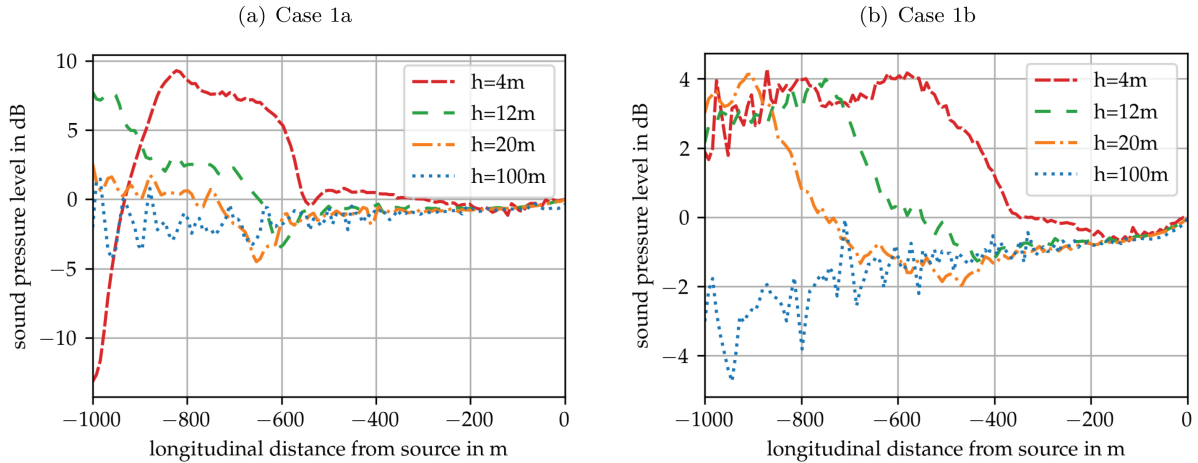 (a) Case 1a
sound pressure level in dB
10
5
0
−5
−10
h=4m
h=12m
h=20m
h=100m
−1000 −800 −600 −400 −200 0
longitudinal distance from source in m
(b) Case 1b
sound pressure level in dB
4
2
0
−2
−4
h=4m
h=12m
h=20m
h=100m
−1000 −800 −600 −400 −200 0
longitudinal distance from source in m